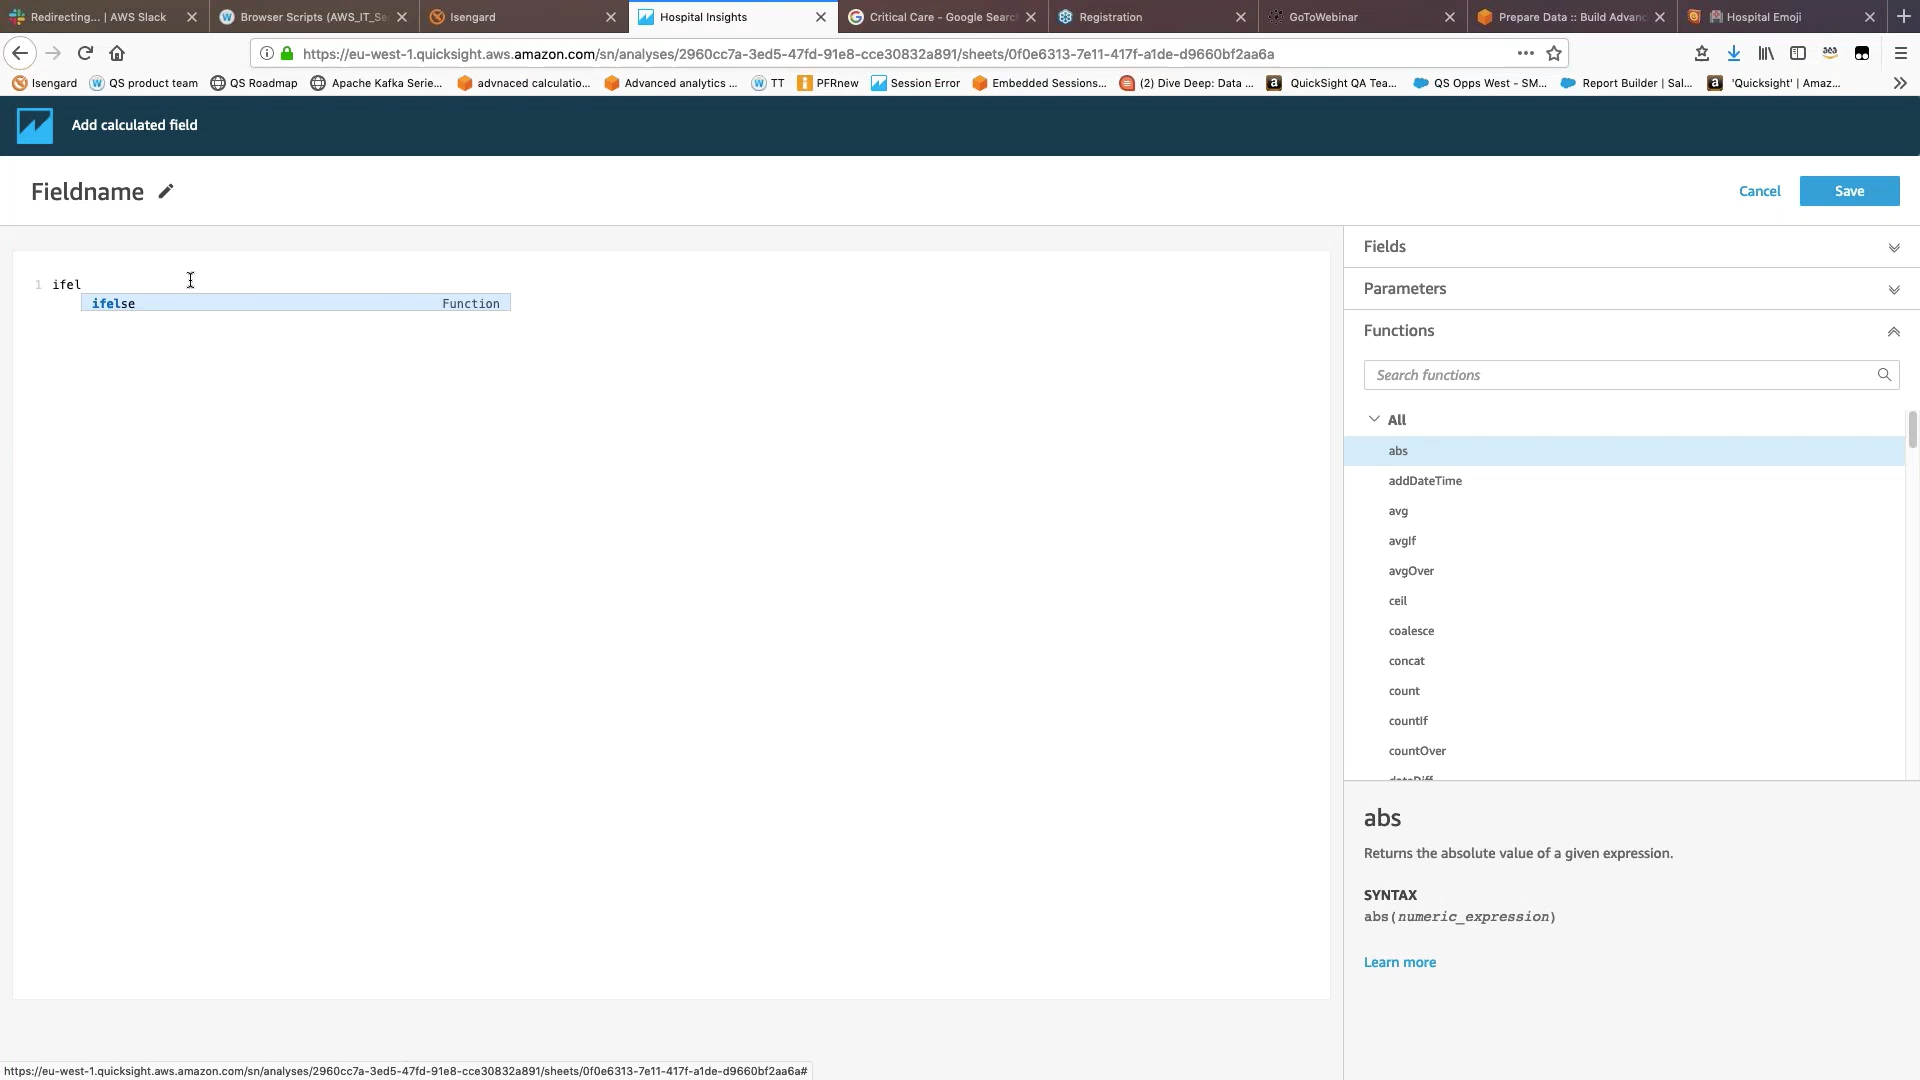 Redirecting... | AWS Slack
Browser Scripts (AWS_IT_Se
Isengard
Hospital Insights
Critical Care - Google Search
Registration
GoToWebinar
Prepare Data :: Build Advanc
Hospital Emoji
https://eu-west-1.quicksight.aws.amazon.com/sn/analyses/2960cc7a-3ed5-47fd-91e8-cce30832a891/sheets/0f0e6313-7e11-417f-a1de-d9660bf2aa6a
Isengard
QS product team
QS Roadmap
Apache Kafka Serie...
advnaced calculatio...
Advanced analytics ...
TT
PFRnew
Session Error
Embedded Sessions...
(2) Dive Deep: Data ...
QuickSight QA Tea...
QS Opps West - SM...
Report Builder | Sal...
'Quicksight' | Amaz...
Add calculated field
Fieldname
Cancel
Save
1 ifel
ifelse Function
Fields
Parameters
Functions
Search functions
All
abs
addDateTime
avg
avgIf
avgOver
ceil
coalesce
concat
count
countIf
countOver
dateDiff
abs
Returns the absolute value of a given expression.
SYNTAX
abs(numeric_expression)
Learn more
https://eu-west-1.quicksight.aws.amazon.com/sn/analyses/2960cc7a-3ed5-47fd-91e8-cce30832a891/sheets/0f0e6313-7e11-417f-a1de-d9660bf2aa6a#